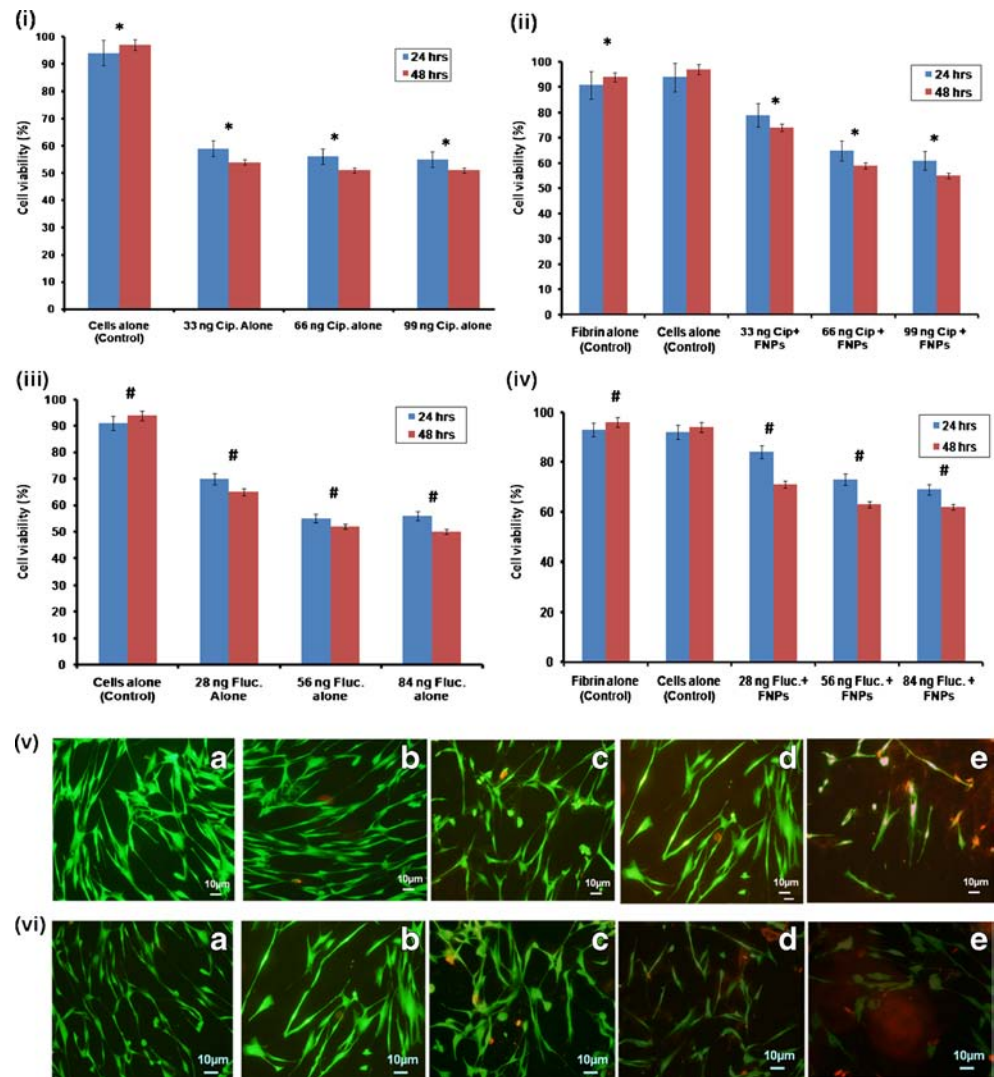 (i)
*
100
90
80
70
60
50
40
30
20
10
0
Cell viability (%)
24 hrs
48 hrs
*
*
*
Cells alone (Control)
33 ng Cip. Alone
66 ng Cip. alone
99 ng Cip. alone
(ii)
*
100
90
80
70
60
50
40
30
20
10
0
Cell viability (%)
24 hrs
48 hrs
*
*
*
Fibrin alone (Control)
Cells alone (Control)
33 ng Cip+ FNPs
66 ng Cip + FNPs
99 ng Cip + FNPs
(iii)
#
100
90
80
70
60
50
40
30
20
10
0
Cell viability (%)
24 hrs
48 hrs
#
#
#
Cells alone (Control)
28 ng Fluc. Alone
56 ng Fluc. alone
84 ng Fluc. alone
(iv)
#
100
80
60
40
20
0
Cell viability (%)
24 hrs
48 hrs
#
#
#
Fibrin alone (Control)
Cells alone (Control)
28 ng Fluc.+ FNPs
56 ng Fluc. + FNPs
84 ng Fluc. + FNPs
(v)
a
10µm
b
10µm
c
10µm
d
10µm
e
10µm
(vi)
a
10µm
b
10µm
c
10µm
d
10µm
e
10µm